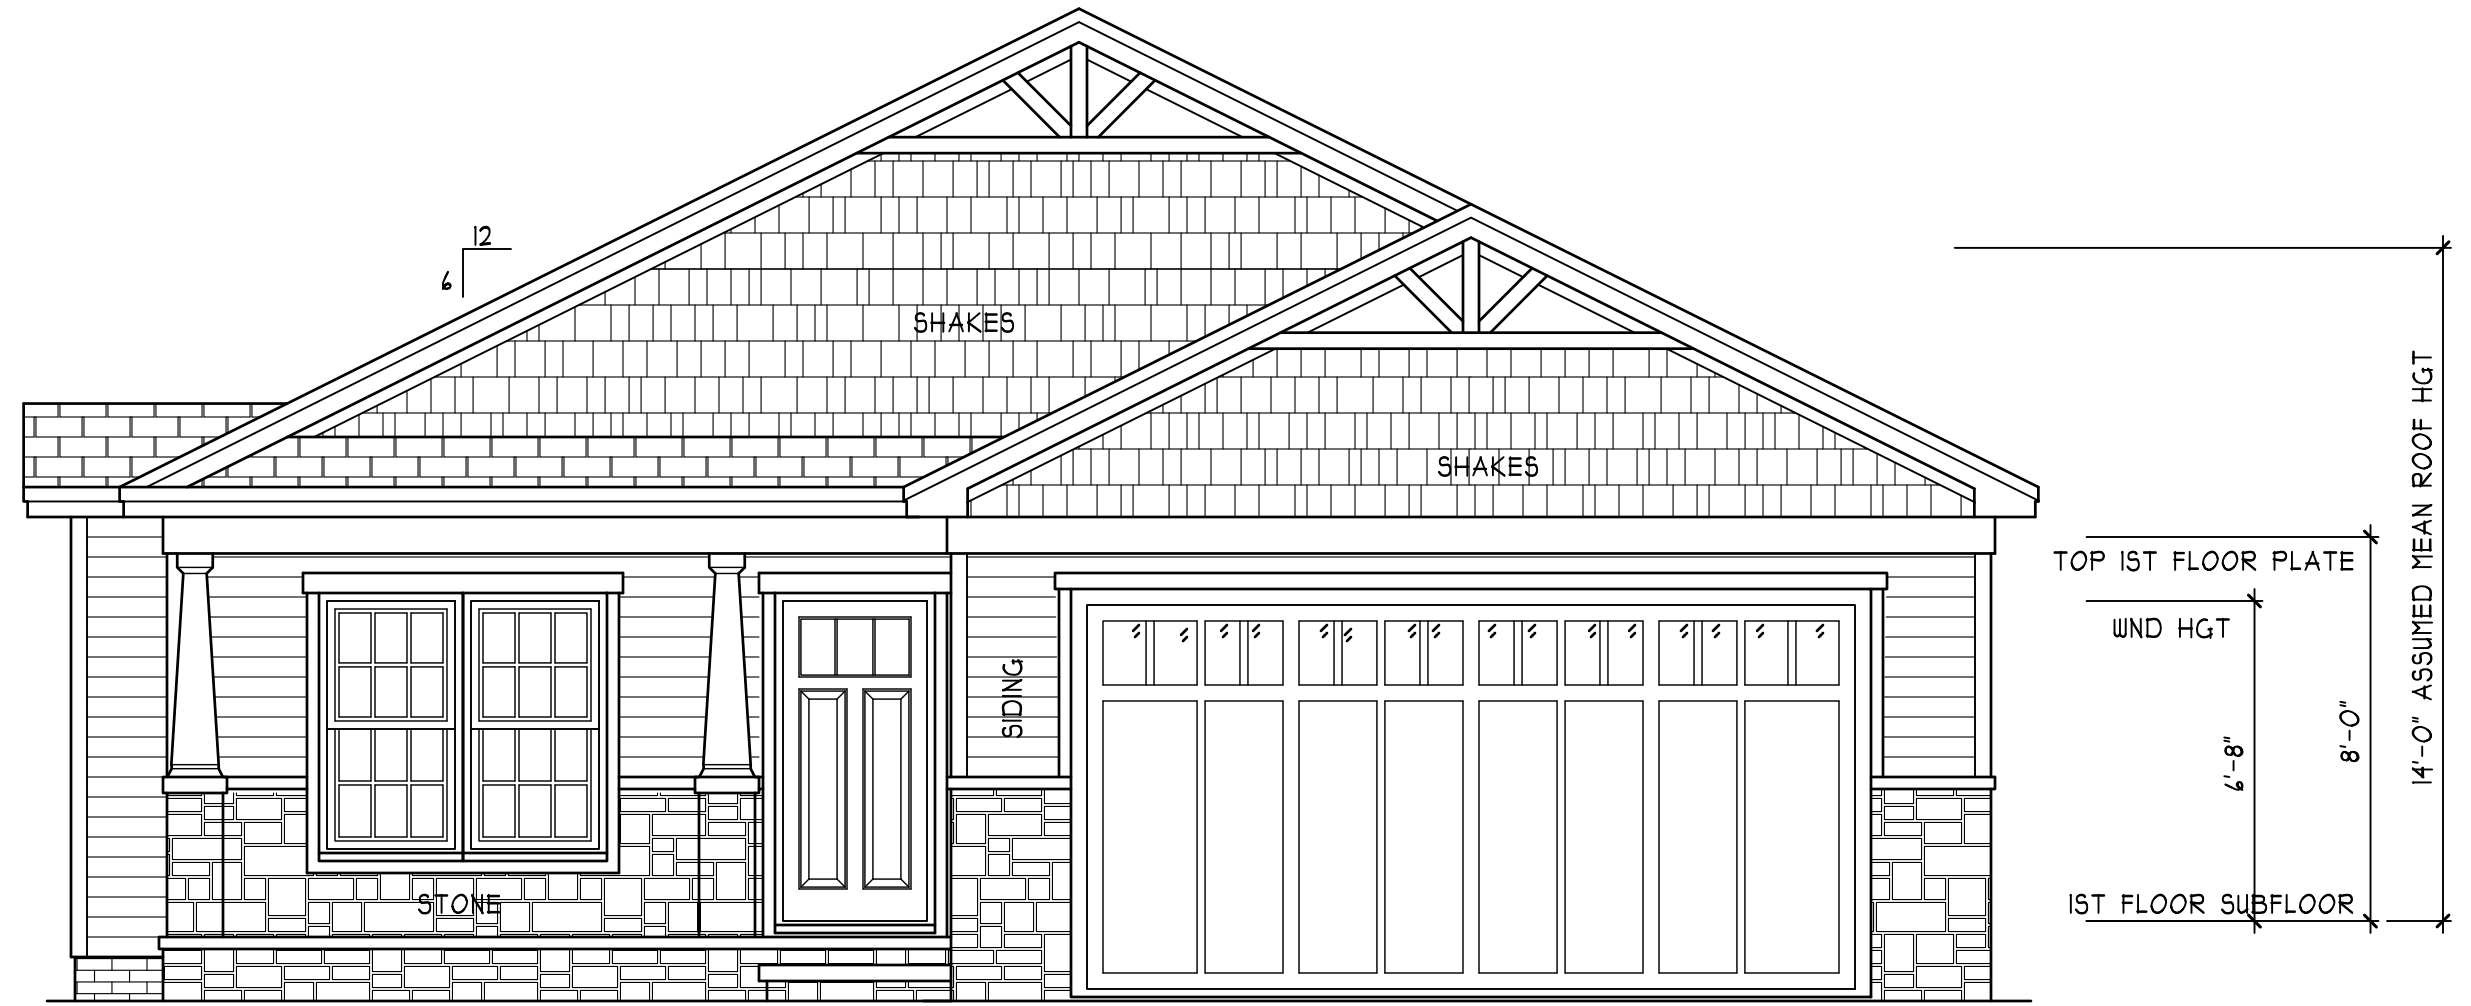 12
6
SHAKES
SHAKES
14'-0" ASSUMED MEAN ROOF HGT
TOP 1ST FLOOR PLATE
WND HGT
SIDING
8'-0"
6'-8"
STONE
1ST FLOOR SUBFLOOR